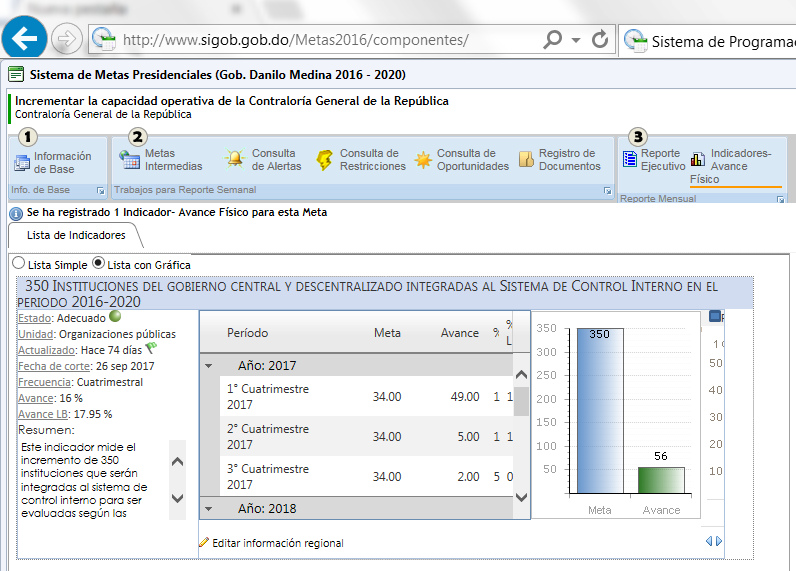 Nueva pestaña
http://www.sigob.gob.do/Metas2016/componentes/
Sistema de Programac
Sistema de Metas Presidenciales (Gob. Danilo Medina 2016 - 2020)
Incrementar la capacidad operativa de la Contraloría General de la República
Contraloría General de la República
1 2 3
Información de Base
Metas Intermedias
Consulta de Alertas
Consulta de Restricciones
Consulta de Oportunidades
Registro de Documentos
Reporte Ejecutivo
Indicadores- Avance Físico
Info. de Base
Trabajos para Reporte Semanal
Reporte Mensual
Se ha registrado 1 Indicador- Avance Físico para esta Meta
Lista de Indicadores
Lista Simple Lista con Gráfica
350 Instituciones del gobierno central y descentralizado integradas al Sistema de Control Interno en el
periodo 2016-2020
Estado: Adecuado
Unidad: Organizaciones públicas
Actualizado: Hace 74 días
Fecha de corte: 26 sep 2017
Frecuencia: Cuatrimestral
Avance: 16 %
Avance LB: 17.95 %
Resumen:
Este indicador mide el
incremento de 350
instituciones que serán
integradas al sistema de
control interno para ser
evaluadas según las
Período Meta Avance % % L
Año: 2017
1° Cuatrimestre
2017 34.00 49.00 1 1
2° Cuatrimestre
2017 34.00 5.00 1 1
3° Cuatrimestre
2017 34.00 2.00 5 0
Año: 2018
Editar información regional
350
300
250
200
150
100
50
350
56
Meta Avance
1
50
40
30
20
10